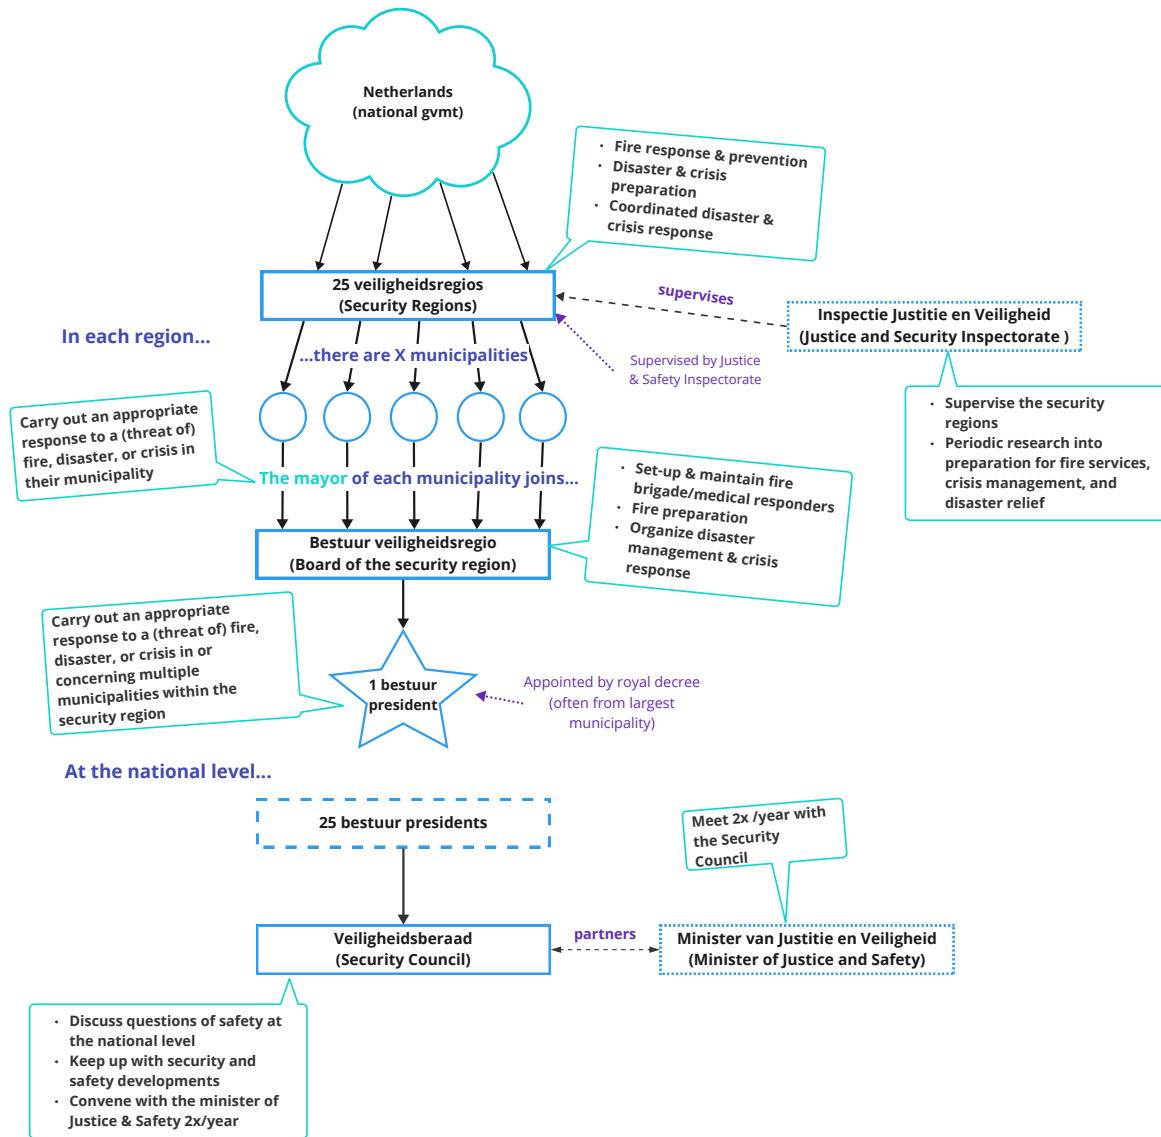 Netherlands
(national gvmt)
· Fire response & prevention
· Disaster & crisis
preparation
· Coordinated disaster &
crisis response
25 veiligheidsregios
(Security Regions)
supervises
Inspectie Justitie en Veiligheid
(Justice and Security Inspectorate )
In each region...
...there are X municipalities
Supervised by Justice
& Safety Inspectorate
· Supervise the security
regions
· Periodic research into
preparation for fire services,
crisis management, and
disaster relief
Carry out an appropriate
response to a (threat of)
fire, disaster, or crisis in
their municipality
The mayor of each municipality joins...
· Set-up & maintain fire
brigade/medical responders
· Fire preparation
· Organize disaster
management & crisis
response
Bestuur veiligheidsregio
(Board of the security region)
Carry out an appropriate
response to a (threat of) fire,
disaster, or crisis in or
concerning multiple
municipalities within the
security region
1 bestuur
president
Appointed by royal decree
(often from largest
municipality)
At the national level...
25 bestuur presidents
Meet 2x /year with
the Security
Council
Veiligheidsberaad
(Security Council)
partners
Minister van Justitie en Veiligheid
(Minister of Justice and Safety)
· Discuss questions of safety at
the national level
· Keep up with security and
safety developments
· Convene with the minister of
Justice & Safety 2x/year